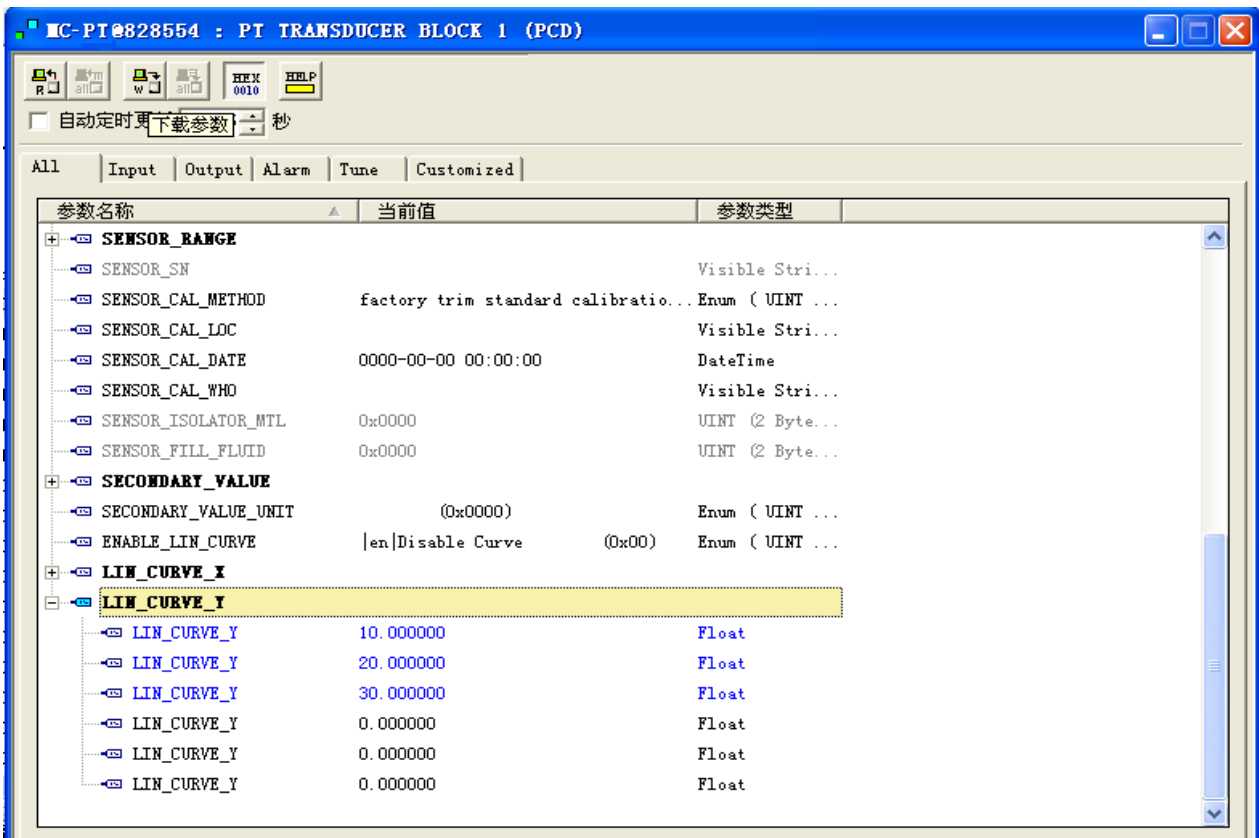 MC-PT@828554 : PT TRANSDUCER BLOCK 1 (PCD)
R all W all HEX 0010 HELP
自动定时更 下载参数 秒
All Input Output Alarm Tune Customized
参数名称 当前值 参数类型
SENSOR_RANGE
SENSOR_SN Visible Stri...
SENSOR_CAL_METHOD factory trim standard calibratio... Enum ( UINT ...
SENSOR_CAL_LOC Visible Stri...
SENSOR_CAL_DATE 0000-00-00 00:00:00 DateTime
SENSOR_CAL_WHO Visible Stri...
SENSOR_ISOLATOR_MTL 0x0000 UINT (2 Byte...
SENSOR_FILL_FLUID 0x0000 UINT (2 Byte...
SECONDARY_VALUE
SECONDARY_VALUE_UNIT (0x0000) Enum ( UINT ...
ENABLE_LIN_CURVE |en|Disable Curve (0x00) Enum ( UINT ...
LIN_CURVE_X
LIN_CURVE_Y
LIN_CURVE_Y 10.000000 Float
LIN_CURVE_Y 20.000000 Float
LIN_CURVE_Y 30.000000 Float
LIN_CURVE_Y 0.000000 Float
LIN_CURVE_Y 0.000000 Float
LIN_CURVE_Y 0.000000 Float